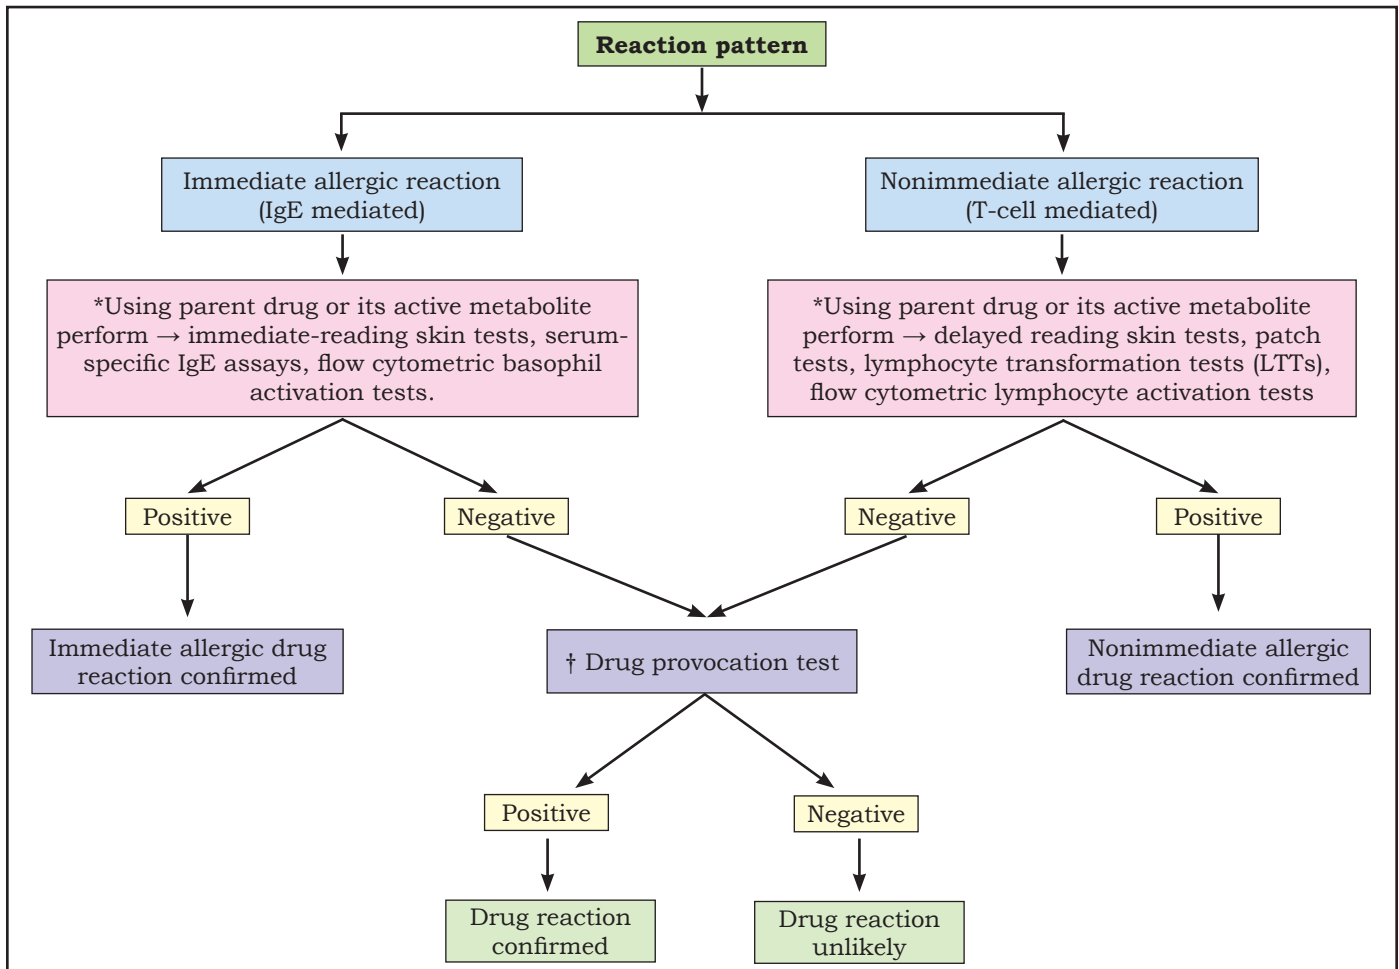 Reaction pattern
Immediate allergic reaction
(IgE mediated)
Nonimmediate allergic reaction
(T-cell mediated)
*Using parent drug or its active metabolite
perform → immediate-reading skin tests, serum-
specific IgE assays, flow cytometric basophil
activation tests.
*Using parent drug or its active metabolite
perform → delayed reading skin tests, patch
tests, lymphocyte transformation tests (LTTs),
flow cytometric lymphocyte activation tests
Positive
Negative
Negative
Positive
Immediate allergic drug
reaction confirmed
† Drug provocation test
Nonimmediate allergic
drug reaction confirmed
Positive
Negative
Drug reaction
confirmed
Drug reaction
unlikely